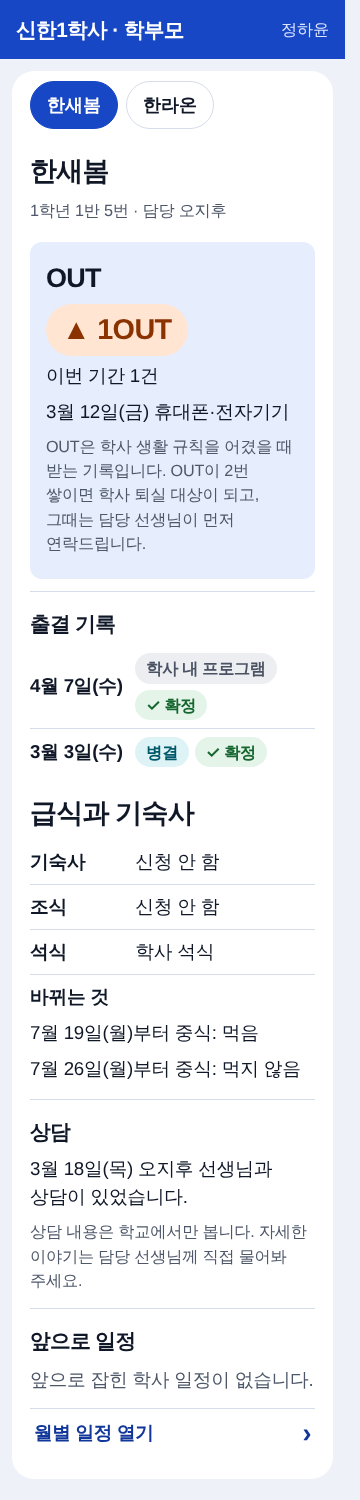 신한1학사 · 학부모
정하윤
한새봄
한라온
한새봄
1학년 1반 5번 · 담당 오지후
OUT
▲ 1OUT
이번 기간 1건
3월 12일(금) 휴대폰·전자기기
OUT은 학사 생활 규칙을 어겼을 때
받는 기록입니다. OUT이 2번
쌓이면 학사 퇴실 대상이 되고,
그때는 담당 선생님이 먼저
연락드립니다.
출결 기록
4월 7일(수)
학사 내 프로그램
✓ 확정
3월 3일(수)
병결
✓ 확정
급식과 기숙사
기숙사 신청 안 함
조식 신청 안 함
석식 학사 석식
바뀌는 것
7월 19일(월)부터 중식: 먹음
7월 26일(월)부터 중식: 먹지 않음
상담
3월 18일(목) 오지후 선생님과
상담이 있었습니다.
상담 내용은 학교에서만 봅니다. 자세한
이야기는 담당 선생님께 직접 물어봐
주세요.
앞으로 일정
앞으로 잡힌 학사 일정이 없습니다.
월별 일정 열기 ›